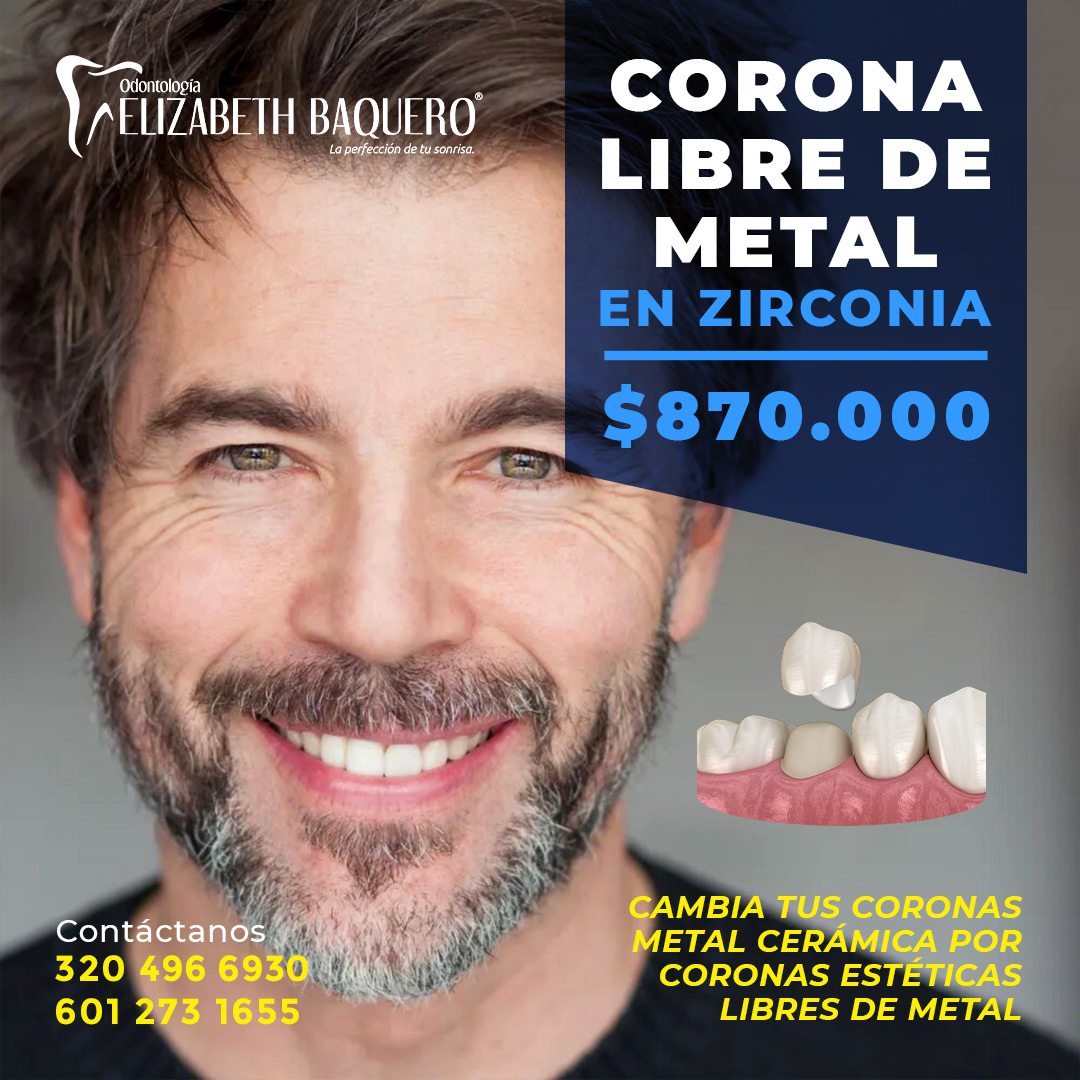 Odontología
ELIZABETH BAQUERO®
La perfección de tu sonrisa.
CORONA
LIBRE DE
METAL
EN ZIRCONIA
$870.000
Contáctanos
320 496 6930
601 273 1655
CAMBIA TUS CORONAS
METAL CERÁMICA POR
CORONAS ESTÉTICAS
LIBRES DE METAL